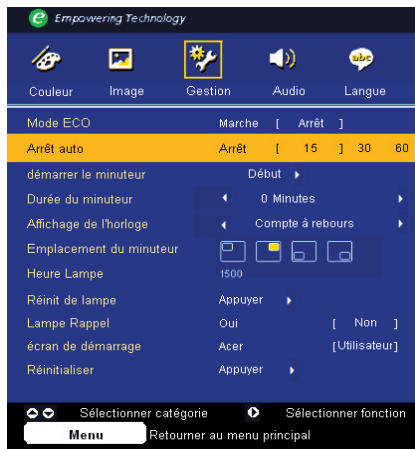 e Empowering Technology
abc
Couleur Image Gestion Audio Langue
Mode ECO Marche [ Arrêt ]
Arrêt auto Arrêt [ 15 ] 30 60
démarrer le minuteur Début
Durée du minuteur 0 Minutes
Affichage de l'horloge Compte à rebours
Emplacement du minuteur
Heure Lampe 1500
Réinit de lampe Appuyer
Lampe Rappel Oui [ Non ]
écran de démarrage Acer [Utilisateur]
Réinitialiser Appuyer
Sélectionner catégorie Sélectionner fonction
Menu Retourner au menu principal